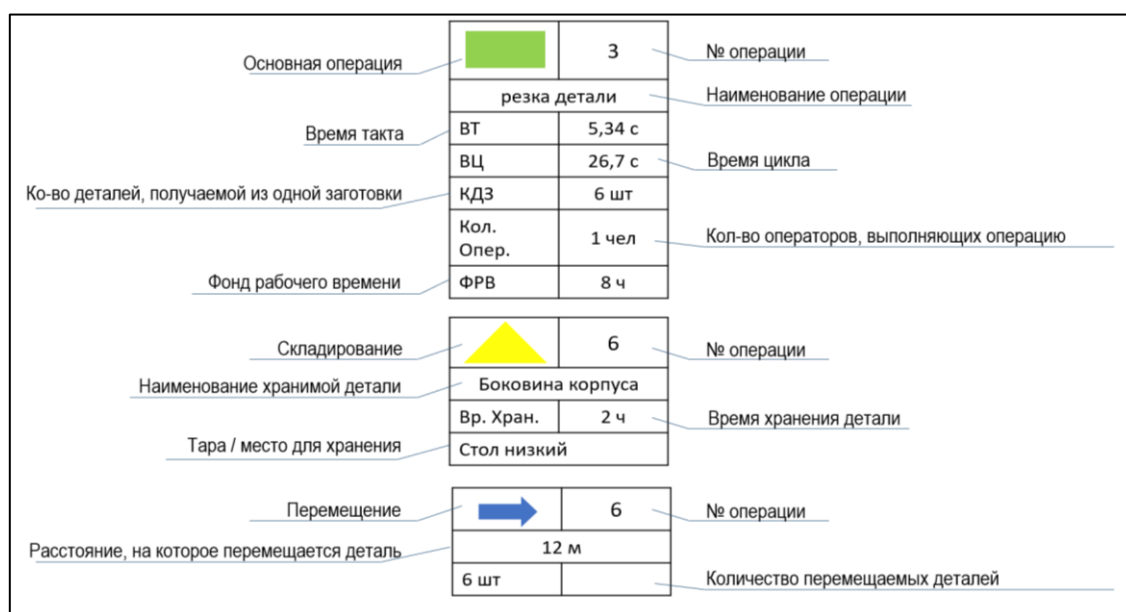 Основная операция 3 № операции
резка детали Наименование операции
Время такта ВТ 5,34 с
ВЦ 26,7 с Время цикла
Ко-во деталей, получаемой из одной заготовки КДЗ 6 шт
Кол.
Опер. 1 чел Кол-во операторов, выполняющих операцию
Фонд рабочего времени ФРВ 8 ч
Складирование 6 № операции
Наименование хранимой детали Боковина корпуса
Вр. Хран. 2 ч Время хранения детали
Тара / место для хранения Стол низкий
Перемещение 6 № операции
Расстояние, на которое перемещается деталь 12 м
6 шт Количество перемещаемых деталей